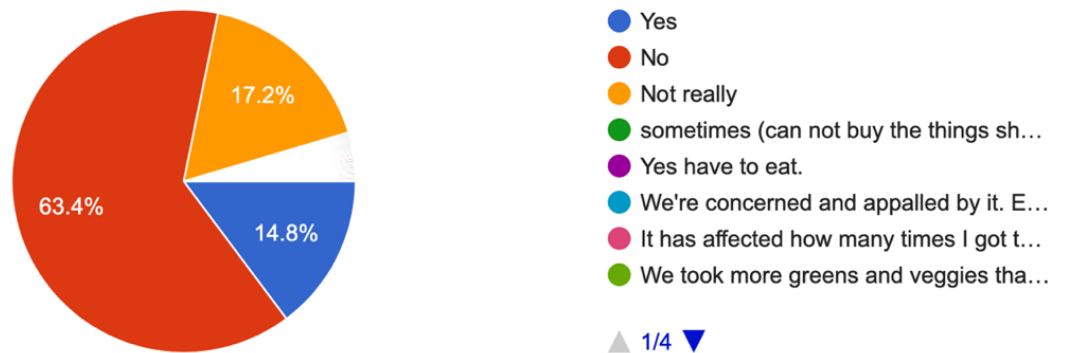 17.2%
63.4%
14.8%
Yes
No
Not really
sometimes (can not buy the things sh...
Yes have to eat.
We're concerned and appalled by it. E...
It has affected how many times I got t...
We took more greens and veggies tha...
1/4